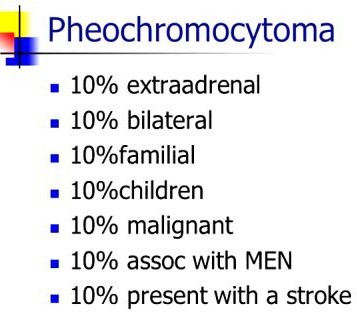 Pheochromocytoma
10% extraadrenal
10% bilateral
10%familial
10%children
10% malignant
10% assoc with MEN
10% present with a stroke